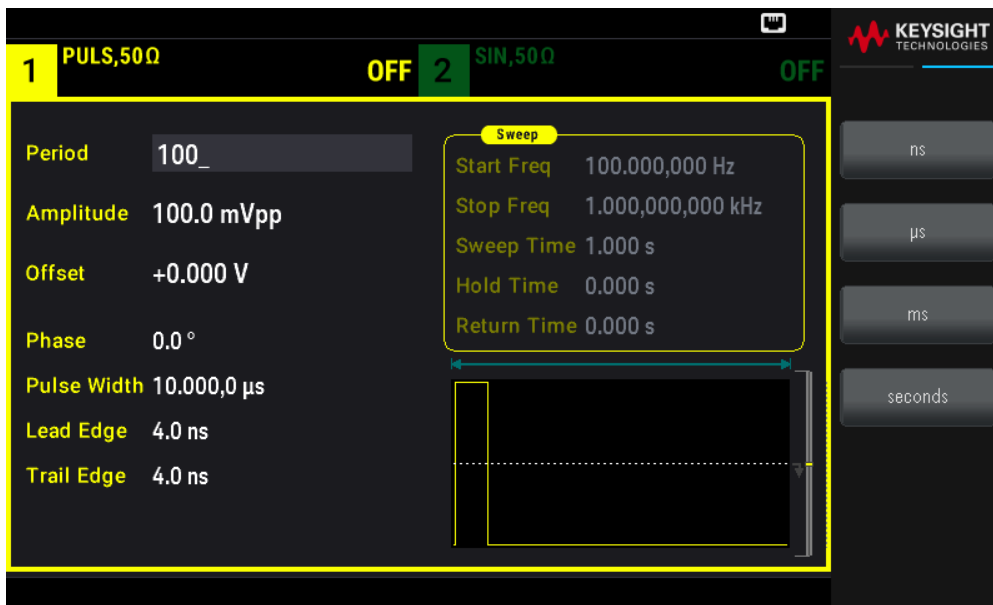 KEYSIGHT
TECHNOLOGIES
1 PULS,50Ω OFF 2 SIN,50Ω OFF
Period 100_
Amplitude 100.0 mVpp
Offset +0.000 V
Phase 0.0 °
Pulse Width 10.000,0 µs
Lead Edge 4.0 ns
Trail Edge 4.0 ns
Sweep
Start Freq 100.000,000 Hz
Stop Freq 1.000,000,000 kHz
Sweep Time 1.000 s
Hold Time 0.000 s
Return Time 0.000 s
ns
µs
ms
seconds